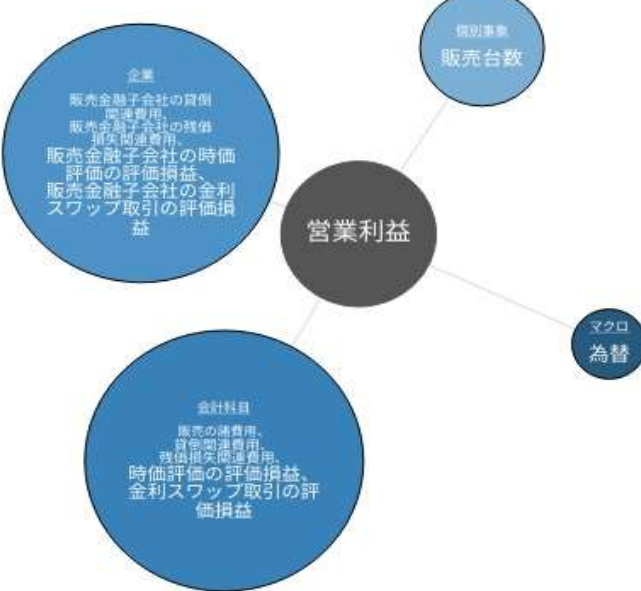 個別事象
販売台数
企業
販売金融子会社の貸倒
関連費用、
販売金融子会社の残価
損失関連費用、
販売金融子会社の時価
評価の評価損益、
販売金融子会社の金利
スワップ取引の評価損
益
営業利益
マクロ
為替
会計科目
販売の諸費用、
貸倒関連費用、
残価損失関連費用、
時価評価の評価損益、
金利スワップ取引の評
価損益